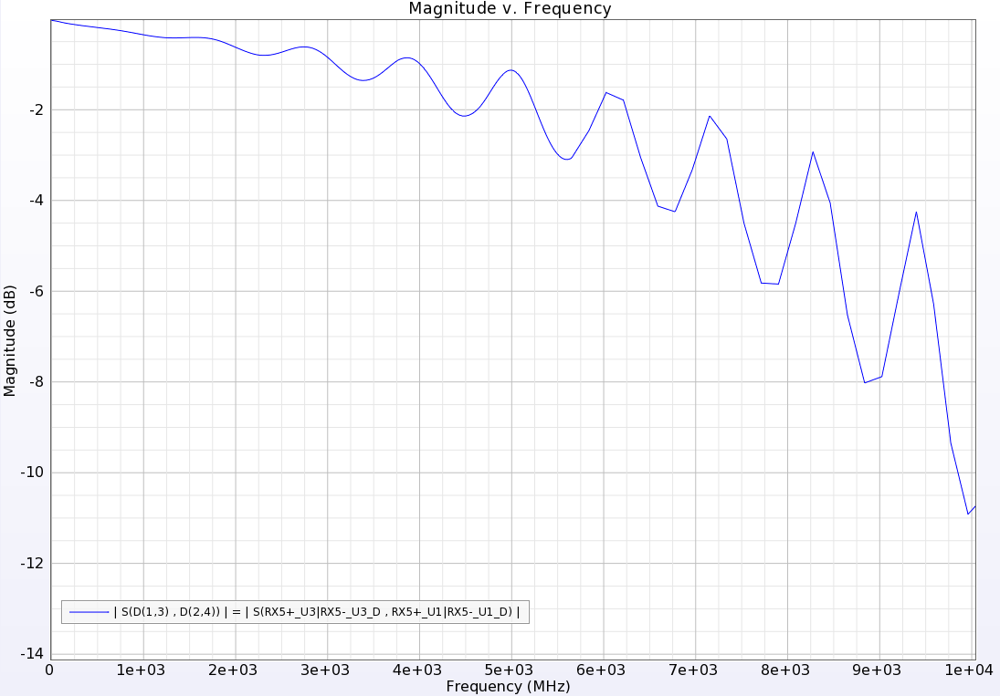 Magnitude v. Frequency
Magnitude (dB)
-2
-4
-6
-8
-10
-12
-14
| S(D(1,3) , D(2,4)) | = | S(RX5+_U3|RX5-_U3_D , RX5+_U1|RX5-_U1_D) |
0 1e+03 2e+03 3e+03 4e+03 5e+03 6e+03 7e+03 8e+03 9e+03 1e+04
Frequency (MHz)